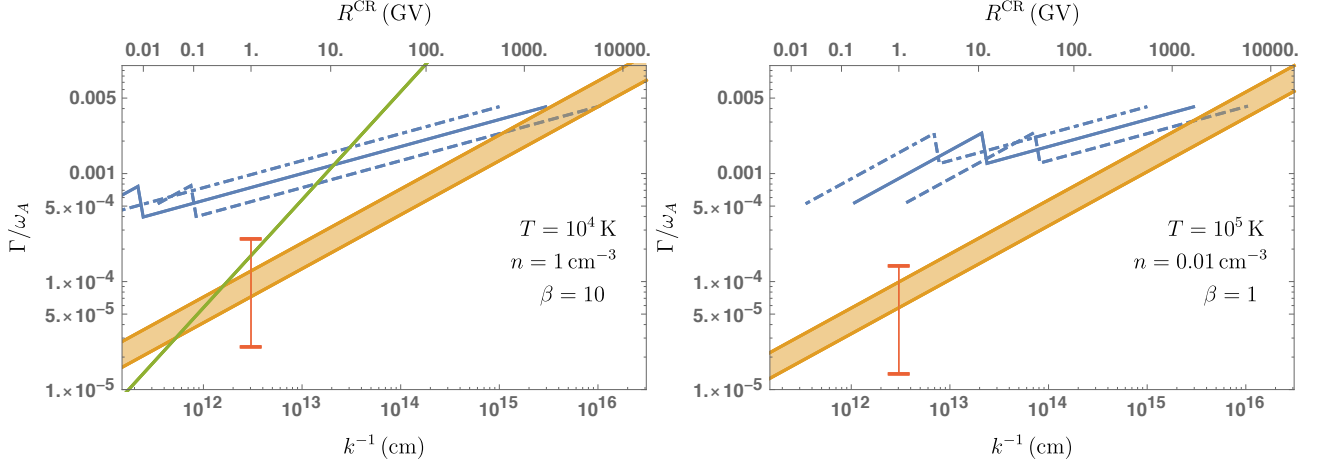 R^CR (GV)
0.01 0.1 1. 10. 100. 1000. 10000.
Γ/ω_A
0.005
0.001
5.×10^-4
1.×10^-4
5.×10^-5
1.×10^-5
T = 10^4 K
n = 1 cm^-3
β = 10
10^12 10^13 10^14 10^15 10^16
k^-1 (cm)
R^CR (GV)
0.01 0.1 1. 10. 100. 1000. 10000.
Γ/ω_A
0.005
0.001
5.×10^-4
1.×10^-4
5.×10^-5
1.×10^-5
T = 10^5 K
n = 0.01 cm^-3
β = 1
10^12 10^13 10^14 10^15 10^16
k^-1 (cm)